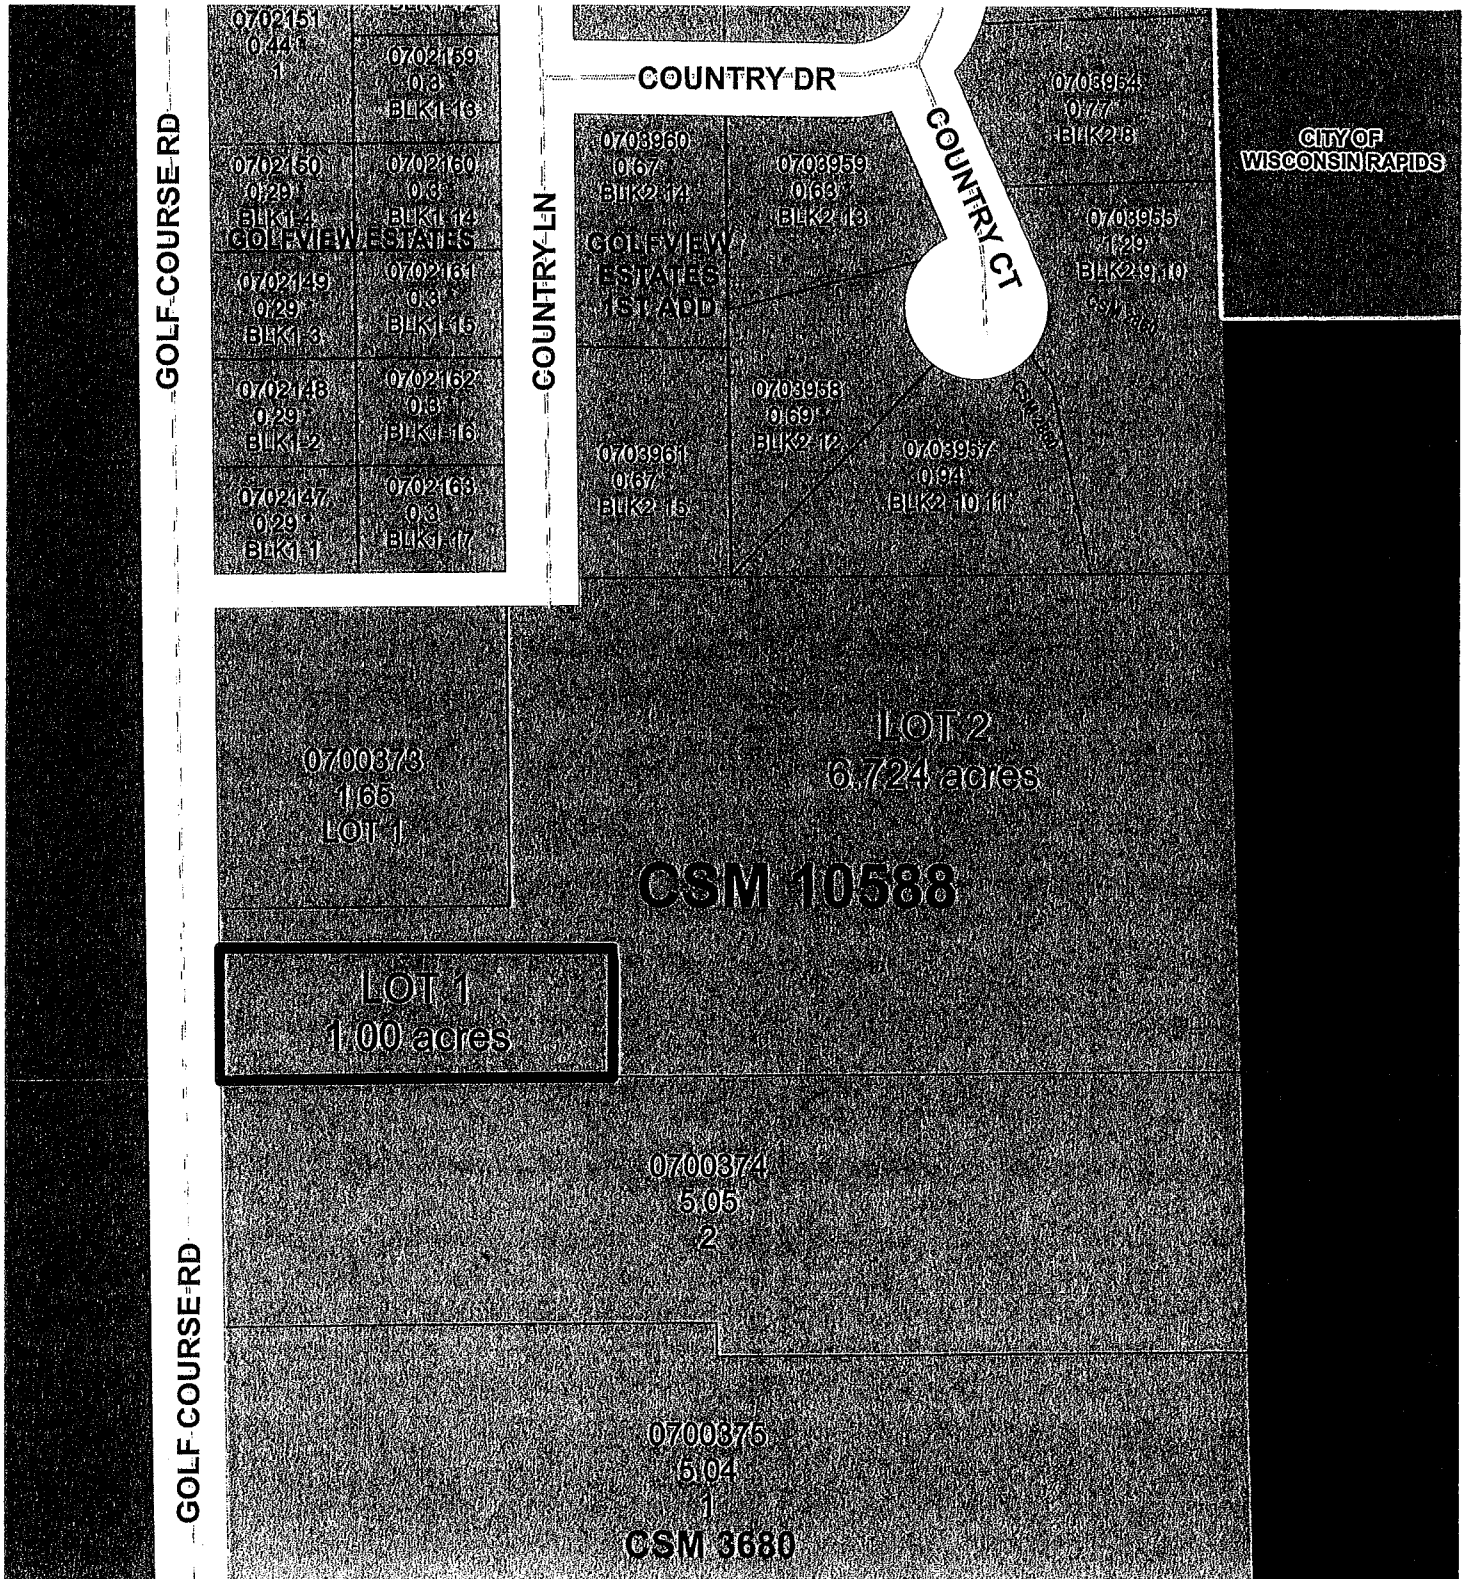 0702151
0.44 *
1
0702159
0.3 *
BLK1-13
COUNTRY DR
0703964
0.77
BLK2-8
CITY OF
WISCONSIN RAPIDS
GOLF COURSE RD
0702150
0.29 *
BLK1-4
0702160
0.3 *
BLK1-14
GOLFVIEW ESTATES
COUNTRY LN
0703960
0.67 *
BLK2-14
0703959
0.63 *
BLK2-13
COUNTRY CT
0703955
1.29
BLK2-9,10
GOLFVIEW
ESTATES
1ST ADD
0702149
0.29 *
BLK1-3
0702161
0.3 *
BLK1-15
0702148
0.29 *
BLK1-2
0702162
0.3 *
BLK1-16
0703958
0.69 *
BLK2-12
0703961
0.67 *
BLK2-15
0703957
0.94
BLK2-10,11
0702147
0.29 *
BLK1-1
0702163
0.3 *
BLK1-17
LOT 2
6.724 acres
0700373
1.65
LOT 1
CSM 10588
LOT 1
1.00 acres
0700374
5.05
2
GOLF COURSE RD
0700375
5.04
1
CSM 3680